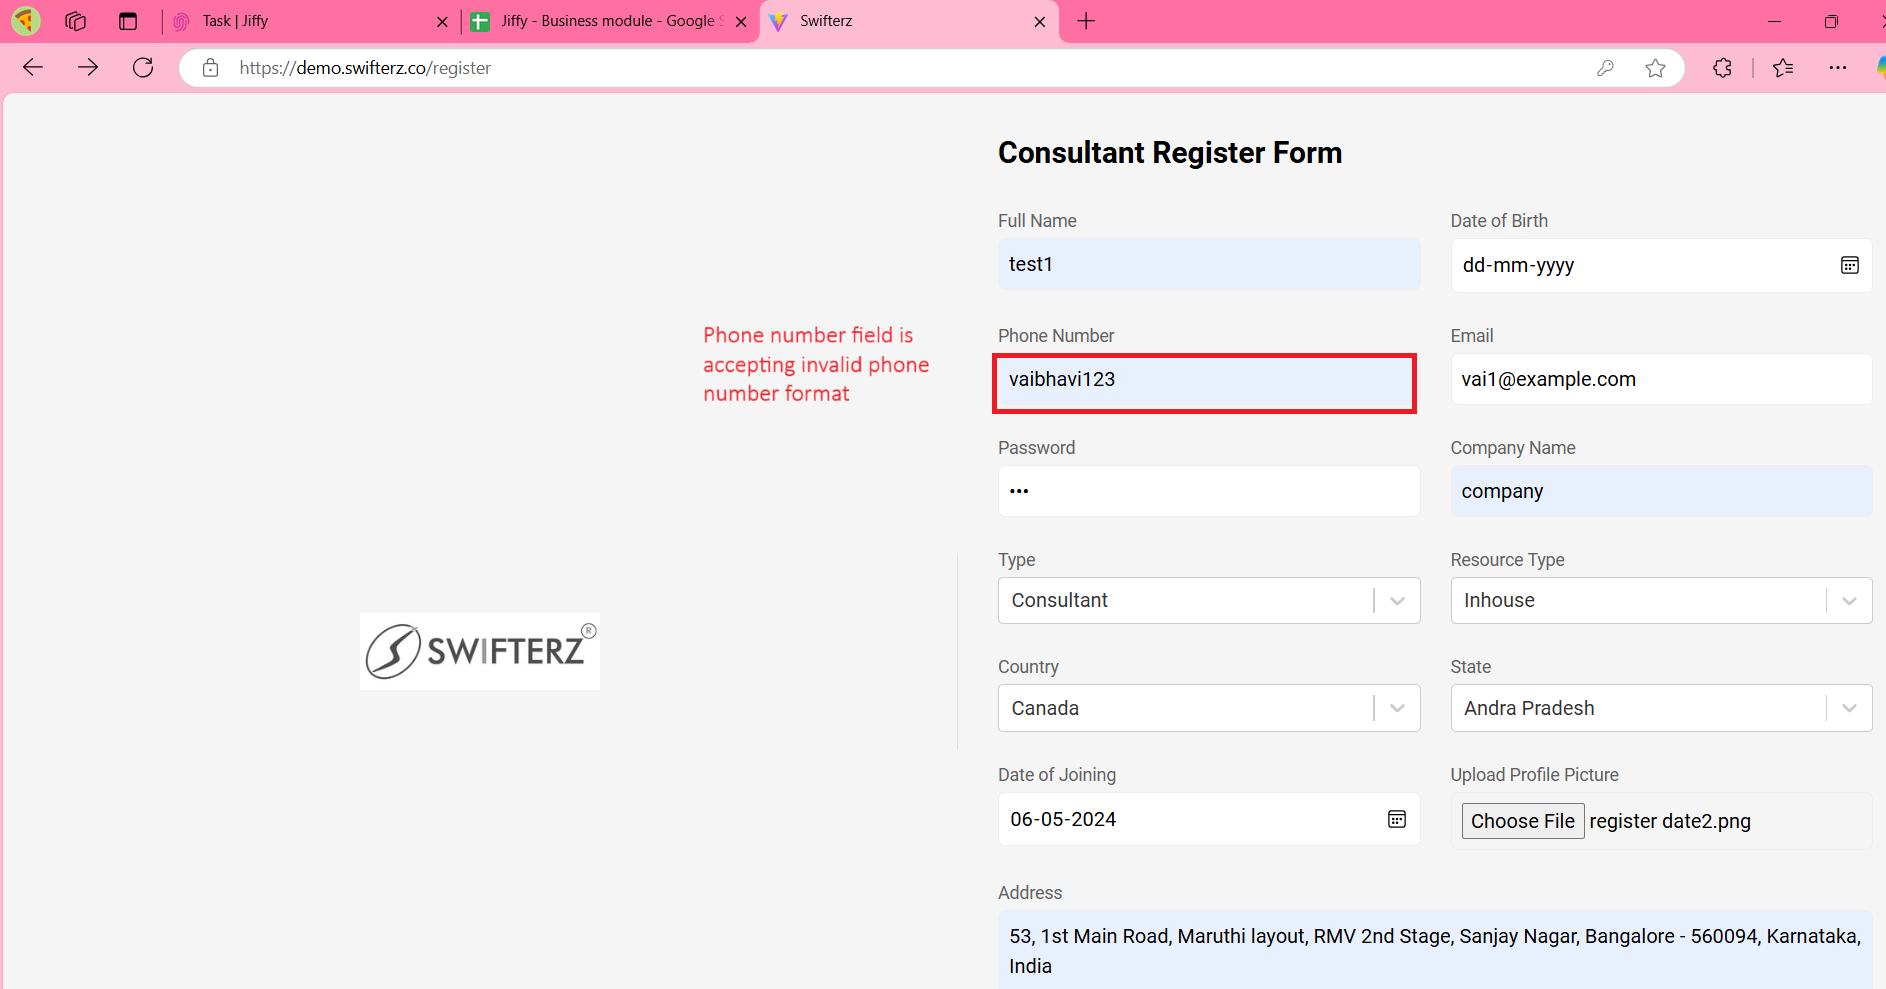 Task | Jiffy
Jiffy - Business module - Google
Swifterz
https://demo.swifterz.co/register
Consultant Register Form
Full Name
Date of Birth
test1
dd-mm-yyyy
Phone number field is
accepting invalid phone
number format
Phone Number
Email
vaibhavi123
vai1@example.com
Password
Company Name
•••
company
Type
Resource Type
Consultant
Inhouse
SWIFTERZ®
Country
State
Canada
Andra Pradesh
Date of Joining
Upload Profile Picture
06-05-2024
Choose File register date2.png
Address
53, 1st Main Road, Maruthi layout, RMV 2nd Stage, Sanjay Nagar, Bangalore - 560094, Karnataka,
India